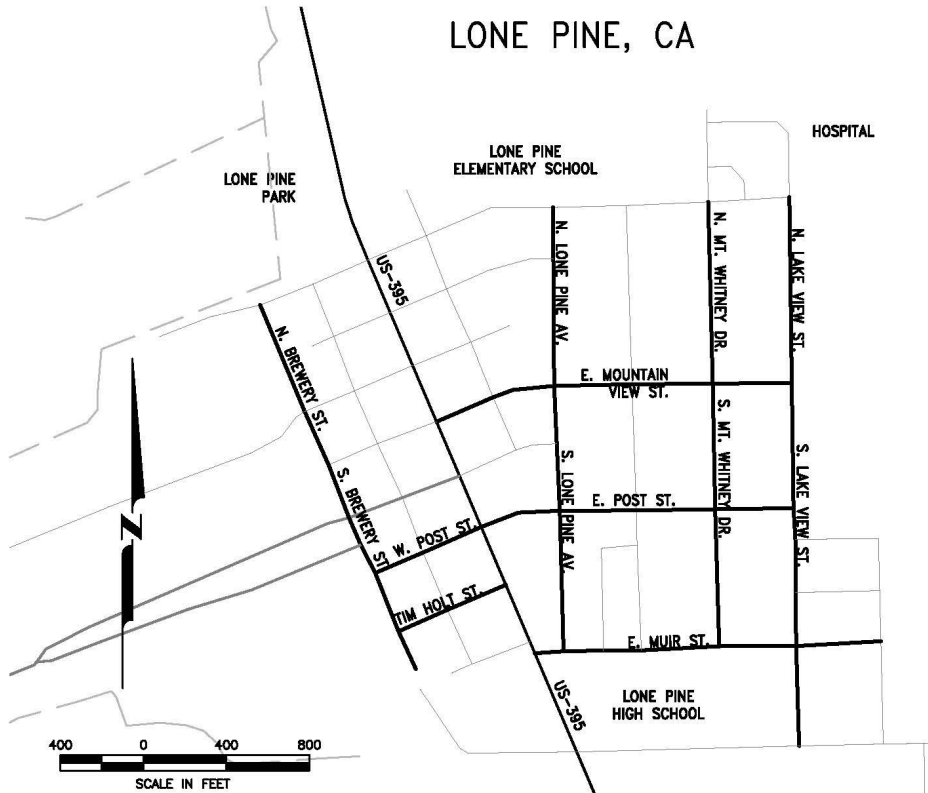 LONE PINE, CA
HOSPITAL
LONE PINE
ELEMENTARY SCHOOL
LONE PINE
PARK
US-395
N. LONE PINE AV.
N. MT. WHITNEY DR.
N. LAKE VIEW ST.
N. BREWERY ST.
E. MOUNTAIN
VIEW ST.
S. BREWERY ST.
S. LONE PINE AV.
S. MT. WHITNEY DR.
S. LAKE VIEW ST.
E. POST ST.
W. POST ST.
N
TIM HOLT ST.
E. MUIR ST.
US-395
LONE PINE
HIGH SCHOOL
400 0 400 800
SCALE IN FEET